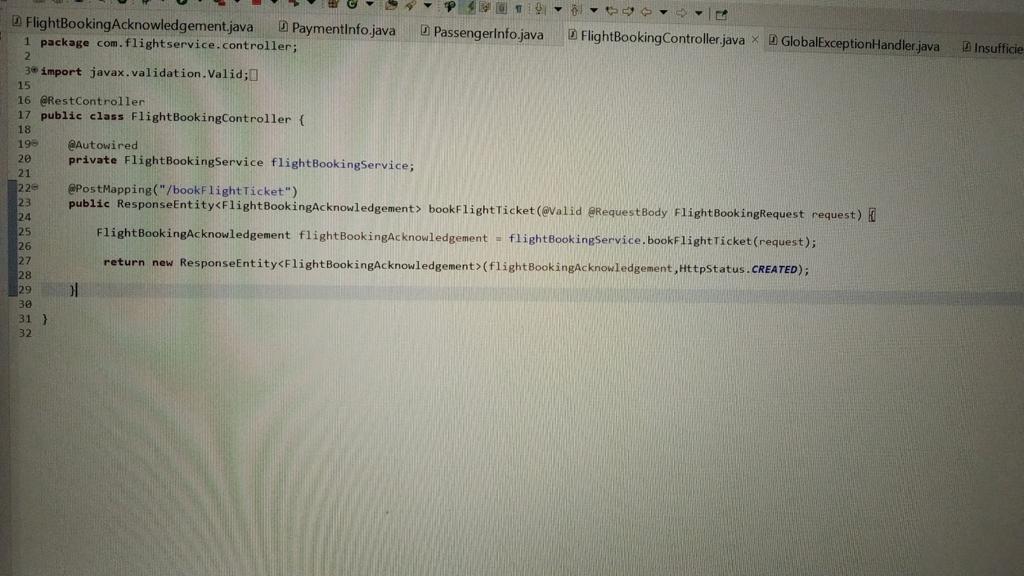 FlightBookingAcknowledgement.java PaymentInfo.java PassengerInfo.java FlightBookingController.java × GlobalExceptionHandler.java Insufficie
1 package com.flightservice.controller;
2
3 import javax.validation.Valid;
15
16 @RestController
17 public class FlightBookingController {
18
19 @Autowired
20 private FlightBookingService flightBookingService;
21
22 @PostMapping("/bookFlightTicket")
23 public ResponseEntity<FlightBookingAcknowledgement> bookFlightTicket(@Valid @RequestBody FlightBookingRequest request) {
24
25 FlightBookingAcknowledgement flightBookingAcknowledgement = flightBookingService.bookFlightTicket(request);
26
27 return new ResponseEntity<FlightBookingAcknowledgement>(flightBookingAcknowledgement,HttpStatus.CREATED);
28
29 }
30
31 }
32